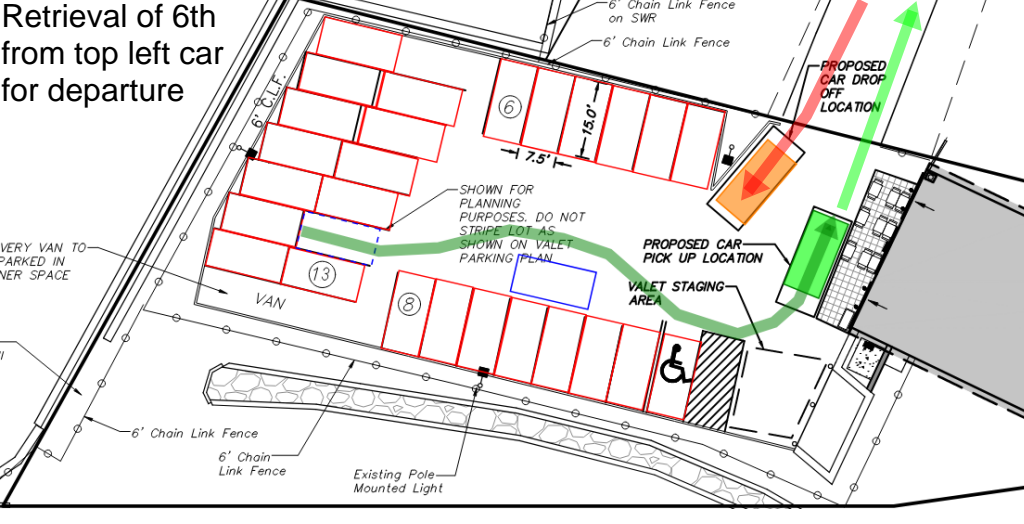 Retrieval of 6th
from top left car
for departure
6' Chain Link Fence
on SWR
6' Chain Link Fence
6' C.L.F.
6
15.0'
7.5'
PROPOSED
CAR DROP
OFF
LOCATION
SHOWN FOR
PLANNING
PURPOSES. DO NOT
STRIPE LOT AS
SHOWN ON VALET
PARKING PLAN
PROPOSED CAR
PICK UP LOCATION
VALET STAGING
AREA
VERY VAN TO
PARKED IN
NER SPACE
13
VAN
8
6' Chain Link Fence
6' Chain
Link Fence
Existing Pole
Mounted Light